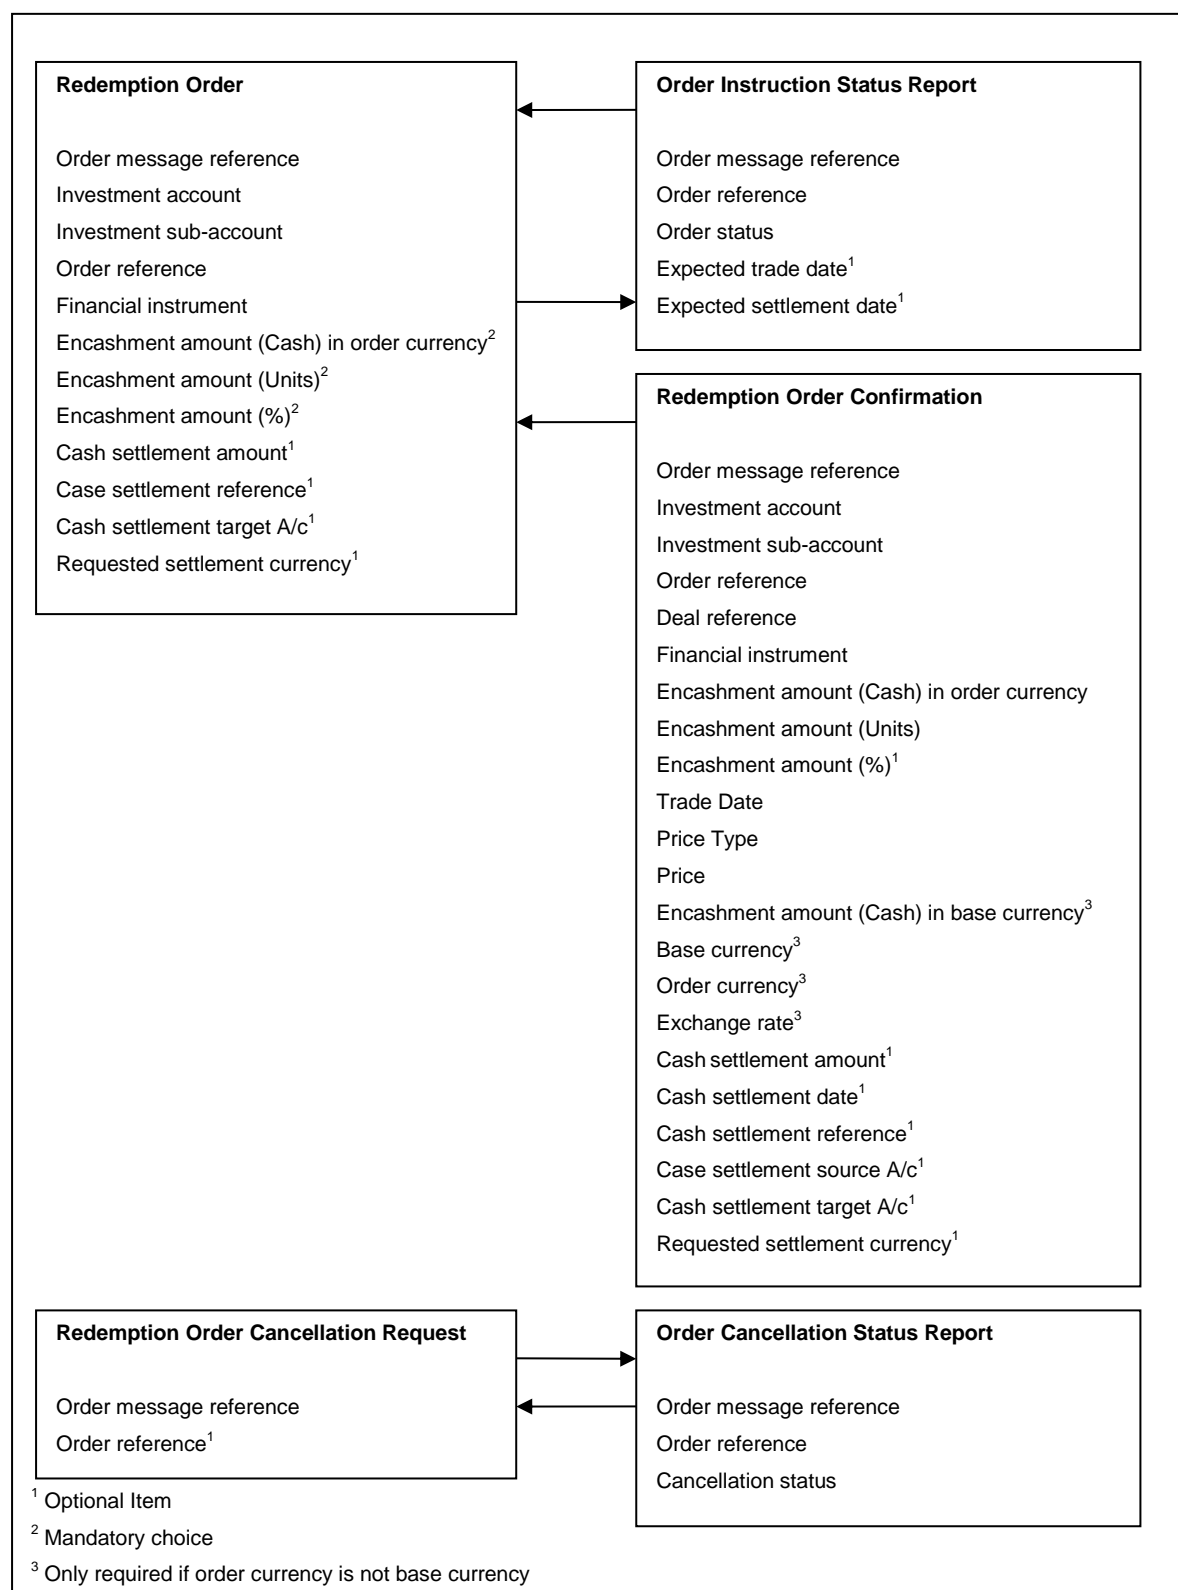 Redemption Order
Order message reference
Investment account
Investment sub-account
Order reference
Financial instrument
Encashment amount (Cash) in order currency²
Encashment amount (Units)²
Encashment amount (%)²
Cash settlement amount¹
Case settlement reference¹
Cash settlement target A/c¹
Requested settlement currency¹
Order Instruction Status Report
Order message reference
Order reference
Order status
Expected trade date¹
Expected settlement date¹
Redemption Order Confirmation
Order message reference
Investment account
Investment sub-account
Order reference
Deal reference
Financial instrument
Encashment amount (Cash) in order currency
Encashment amount (Units)
Encashment amount (%)¹
Trade Date
Price Type
Price
Encashment amount (Cash) in base currency³
Base currency³
Order currency³
Exchange rate³
Cash settlement amount¹
Cash settlement date¹
Cash settlement reference¹
Case settlement source A/c¹
Cash settlement target A/c¹
Requested settlement currency¹
Redemption Order Cancellation Request
Order message reference
Order reference¹
Order Cancellation Status Report
Order message reference
Order reference
Cancellation status
¹ Optional Item
² Mandatory choice
³ Only required if order currency is not base currency